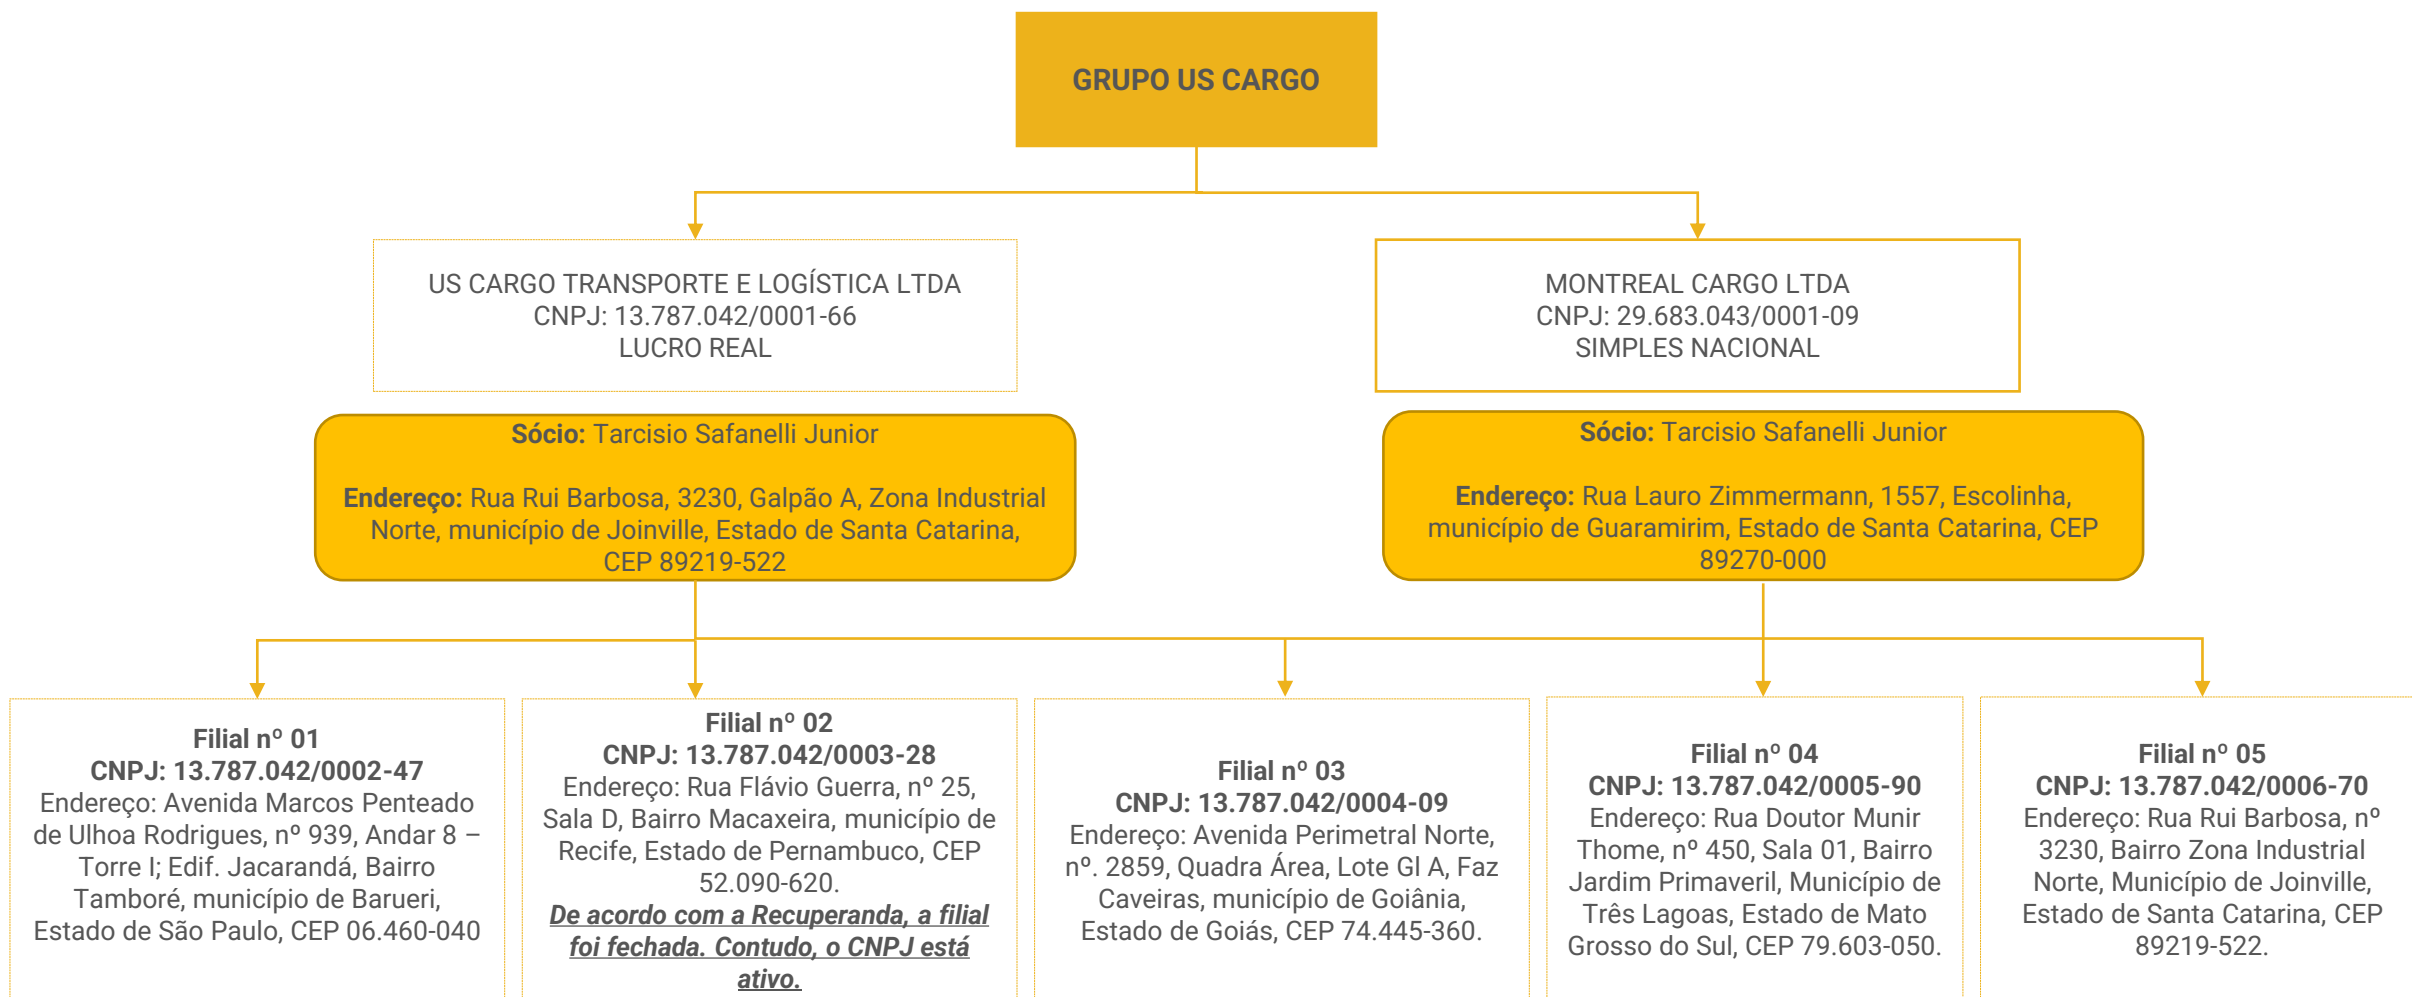 GRUPO US CARGO
US CARGO TRANSPORTE E LOGÍSTICA LTDA
CNPJ: 13.787.042/0001-66
LUCRO REAL
MONTREAL CARGO LTDA
CNPJ: 29.683.043/0001-09
SIMPLES NACIONAL
Sócio: Tarcisio Safanelli Junior
Endereço: Rua Rui Barbosa, 3230, Galpão A, Zona Industrial
Norte, município de Joinville, Estado de Santa Catarina,
CEP 89219-522
Sócio: Tarcisio Safanelli Junior
Endereço: Rua Lauro Zimmermann, 1557, Escolinha,
município de Guaramirim, Estado de Santa Catarina, CEP
89270-000
Filial nº 01
CNPJ: 13.787.042/0002-47
Endereço: Avenida Marcos Penteado
de Ulhoa Rodrigues, nº 939, Andar 8 –
Torre I; Edif. Jacarandá, Bairro
Tamboré, município de Barueri,
Estado de São Paulo, CEP 06.460-040
Filial nº 02
CNPJ: 13.787.042/0003-28
Endereço: Rua Flávio Guerra, nº 25,
Sala D, Bairro Macaxeira, município de
Recife, Estado de Pernambuco, CEP
52.090-620.
De acordo com a Recuperanda, a filial
foi fechada. Contudo, o CNPJ está
ativo.
Filial nº 03
CNPJ: 13.787.042/0004-09
Endereço: Avenida Perimetral Norte,
nº. 2859, Quadra Área, Lote Gl A, Faz
Caveiras, município de Goiânia,
Estado de Goiás, CEP 74.445-360.
Filial nº 04
CNPJ: 13.787.042/0005-90
Endereço: Rua Doutor Munir
Thome, nº 450, Sala 01, Bairro
Jardim Primaveril, Município de
Três Lagoas, Estado de Mato
Grosso do Sul, CEP 79.603-050.
Filial nº 05
CNPJ: 13.787.042/0006-70
Endereço: Rua Rui Barbosa, nº
3230, Bairro Zona Industrial
Norte, Município de Joinville,
Estado de Santa Catarina, CEP
89219-522.